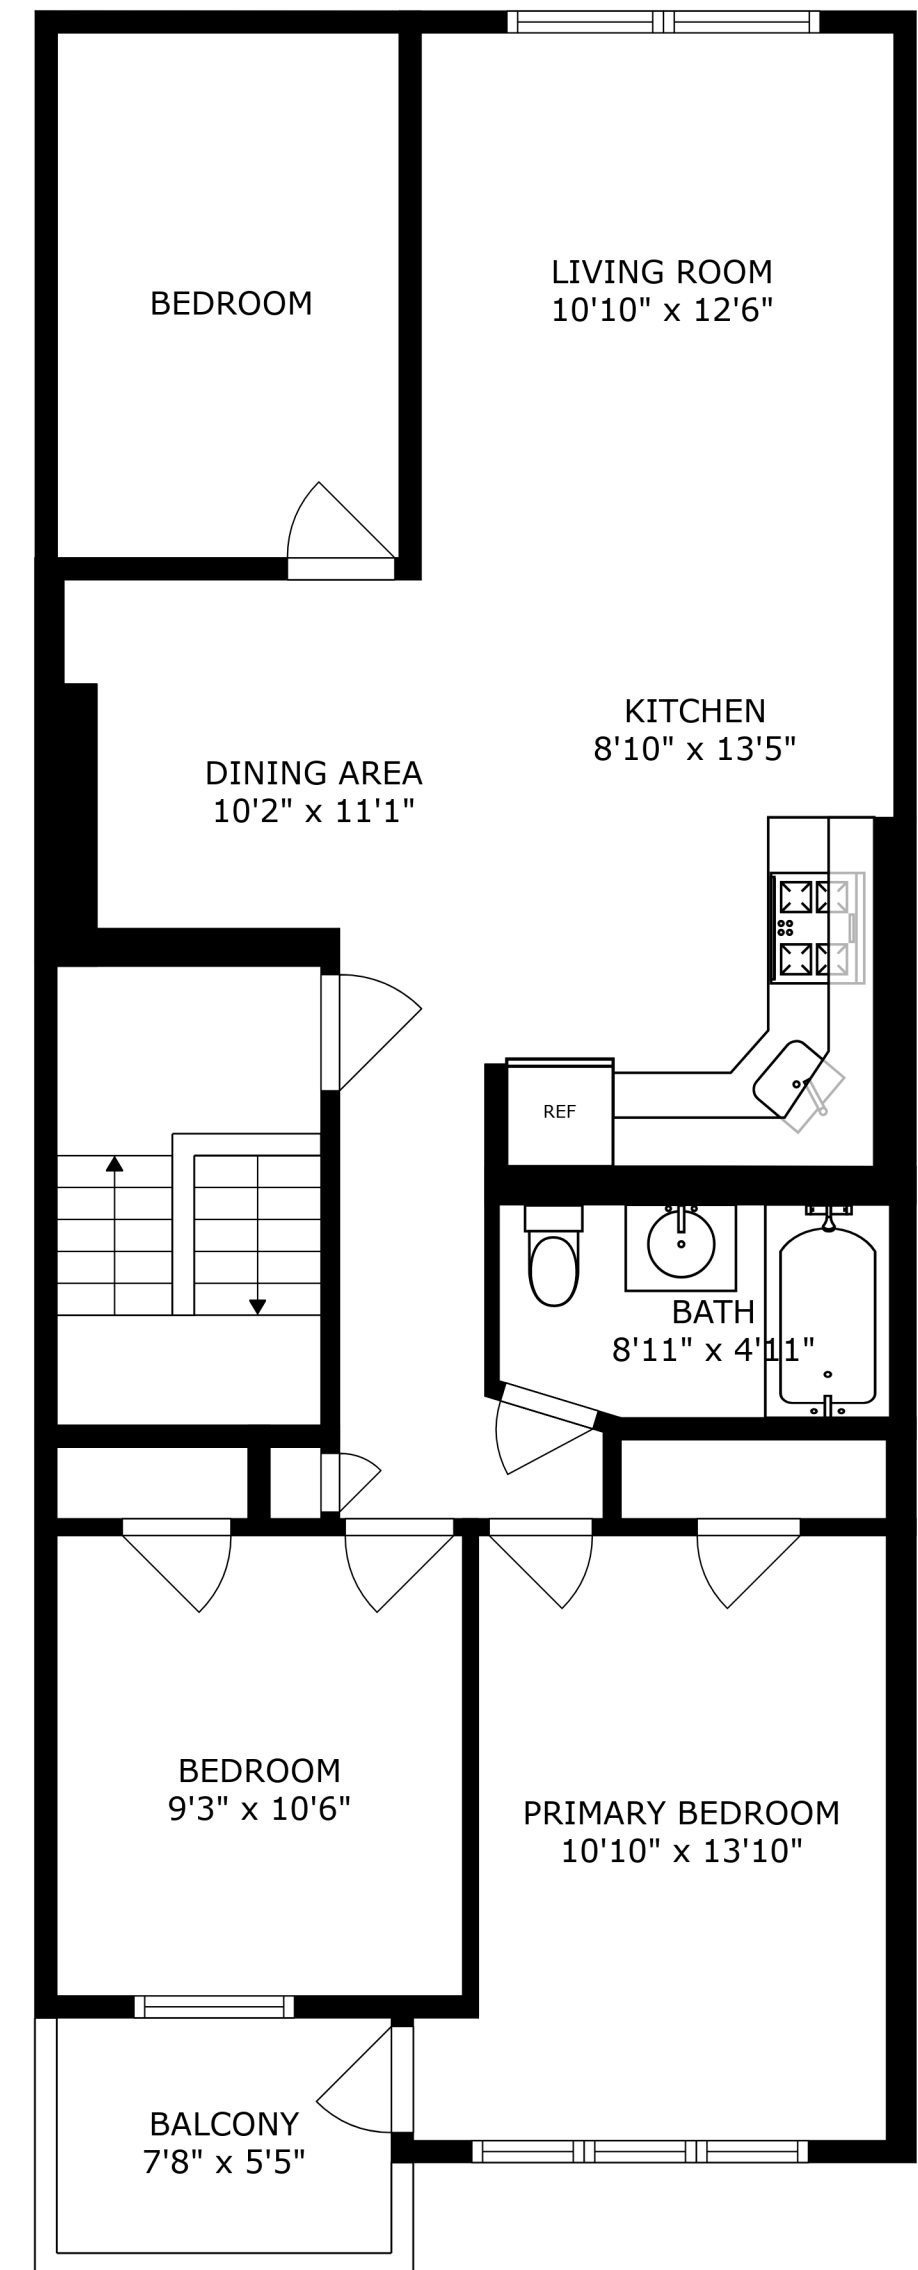 LIVING ROOM
10'10" x 12'6"
BEDROOM
KITCHEN
8'10" x 13'5"
DINING AREA
10'2" x 11'1"
REF
BATH
8'11" x 4'11"
BEDROOM
9'3" x 10'6"
PRIMARY BEDROOM
10'10" x 13'10"
BALCONY
7'8" x 5'5"